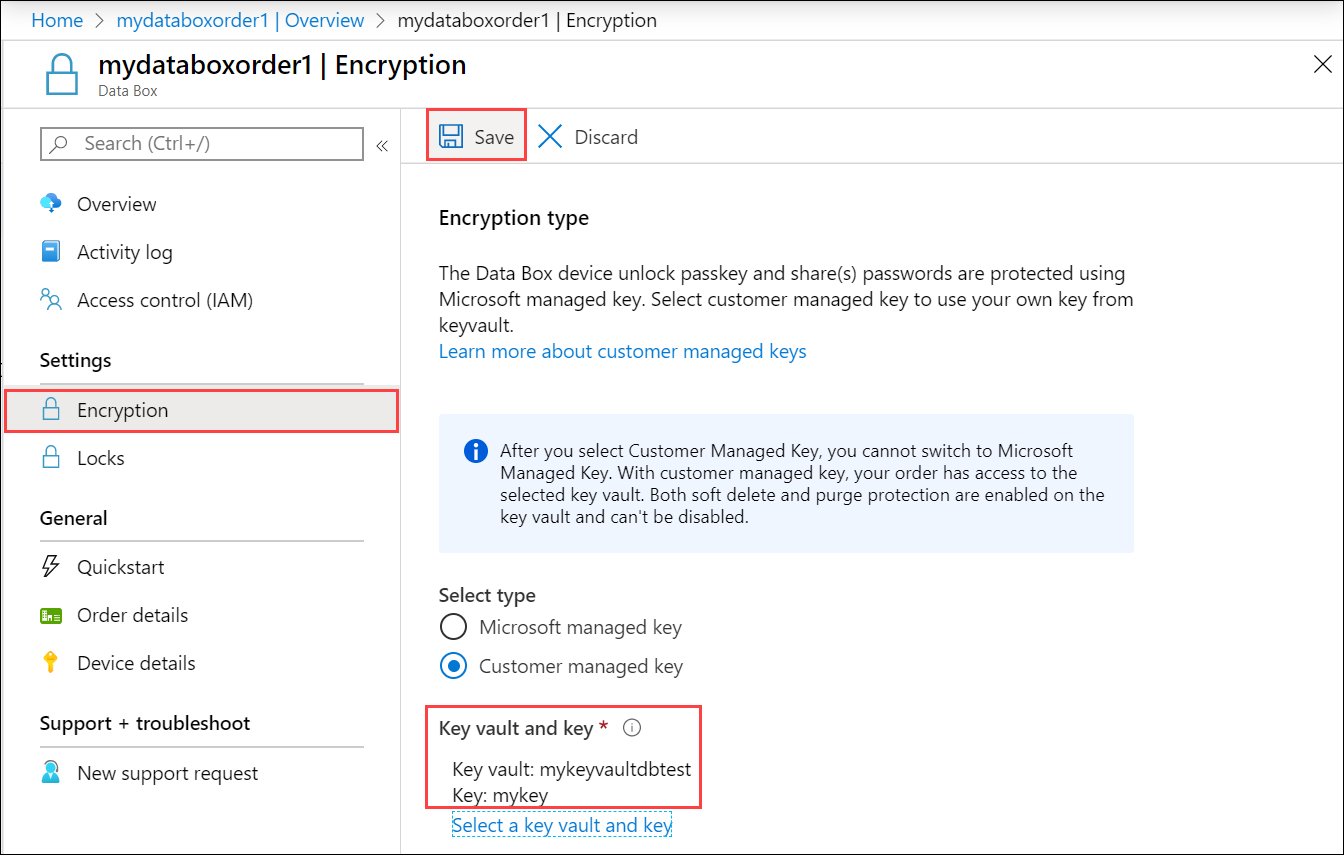 Home > mydataboxorder1 | Overview > mydataboxorder1 | Encryption
mydataboxorder1 | Encryption
Data Box
Search (Ctrl+/)
«
Overview
Activity log
Access control (IAM)
Settings
Encryption
Locks
General
Quickstart
Order details
Device details
Support + troubleshoot
New support request
Save
Discard
Encryption type
The Data Box device unlock passkey and share(s) passwords are protected using
Microsoft managed key. Select customer managed key to use your own key from
keyvault.
Learn more about customer managed keys
After you select Customer Managed Key, you cannot switch to Microsoft
Managed Key. With customer managed key, your order has access to the
selected key vault. Both soft delete and purge protection are enabled on the
key vault and can't be disabled.
Select type
Microsoft managed key
Customer managed key
Key vault and key *
Key vault: mykeyvaultdbtest
Key: mykey
Select a key vault and key